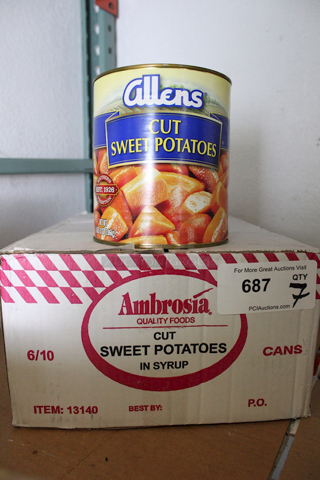 Allens
CUT
SWEET POTATOES
EST. 1926
For More Great Auctions Visit
687
QTY
7
PCIAuctions.com
Ambrosia
QUALITY FOODS
CUT
SWEET POTATOES
IN SYRUP
6/10
CANS
ITEM: 13140
BEST BY:
P.O.